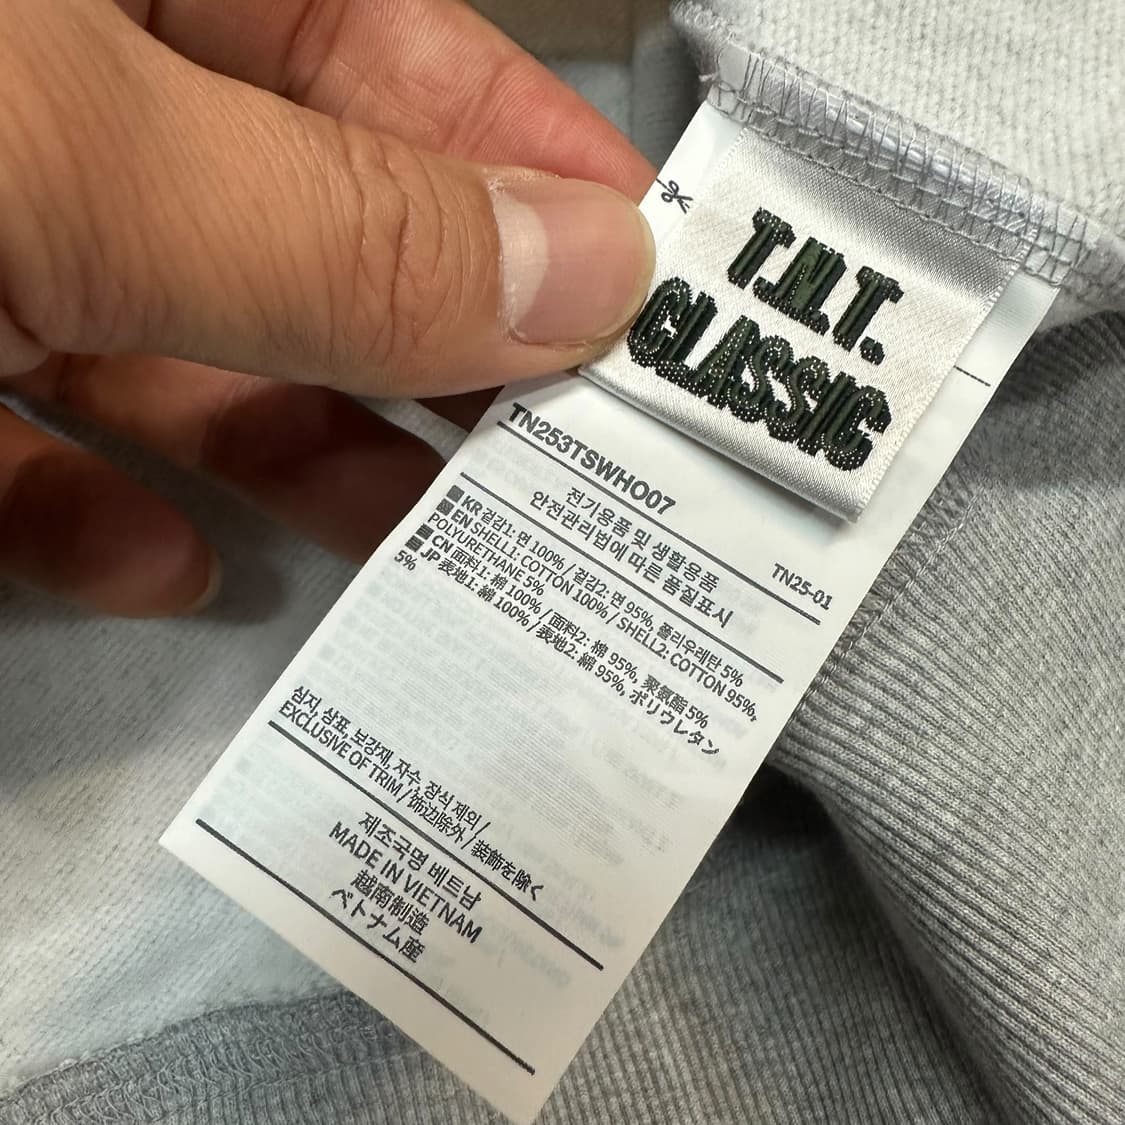 T.N.T.
CLASSIC
TN253TSWHO07
TN25-01
전기용품 및 생활용품
안전관리법에 따른 품질표시
KR 겉감1: 면 100% / 겉감2: 면 95%, 폴리우레탄 5%
EN SHELL1: COTTON 100% / SHELL2: COTTON 95%,
POLYURETHANE 5%
CN 面料1: 棉 100% / 面料2: 棉 95%, 聚氨酯 5%
JP 表地1: 綿 100% / 表地2: 綿 95%, ポリウレタン
5%
심지, 상표, 보강재, 자수, 장식 제외 /
EXCLUSIVE OF TRIM / 饰边除外 / 装飾を除く
제조국명 베트남
MADE IN VIETNAM
越南制造
ベトナム産